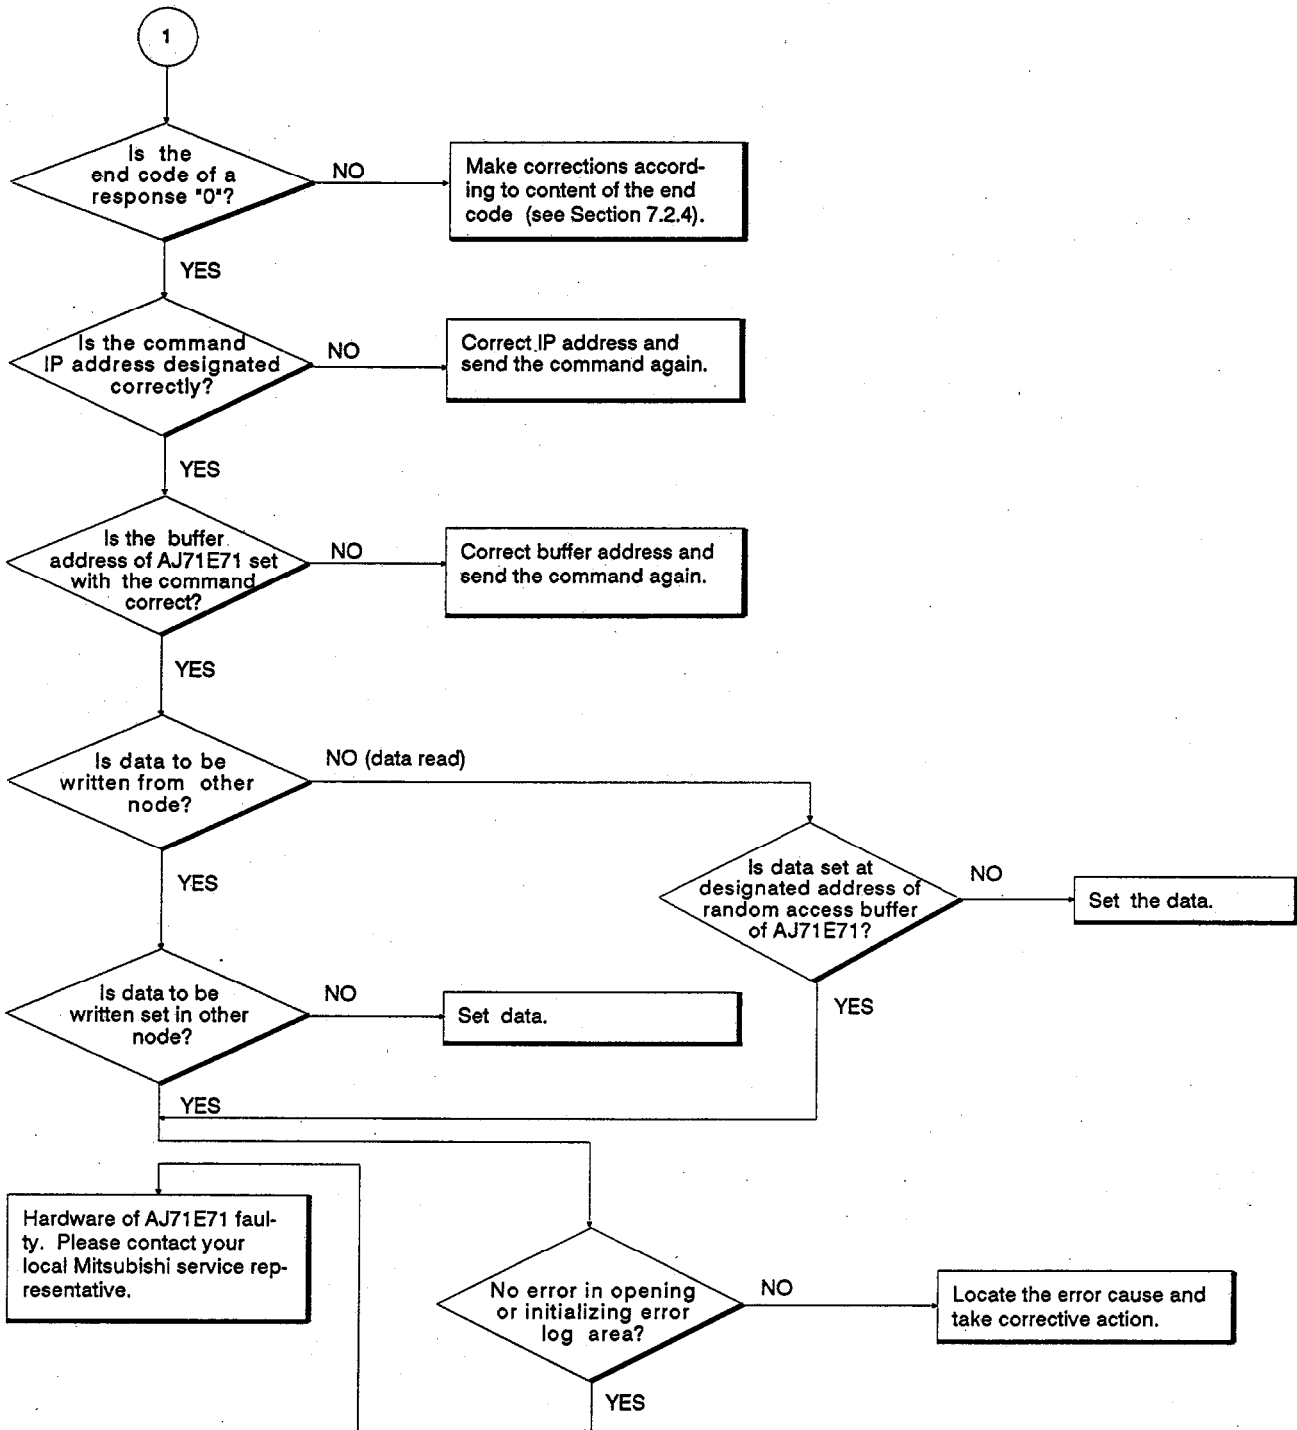 1
Is the
end code of a
response "0"?
NO
Make corrections accord-
ing to content of the end
code (see Section 7.2.4).
YES
Is the command
IP address designated
correctly?
NO
Correct IP address and
send the command again.
YES
Is the buffer
address of AJ71E71 set
with the command
correct?
NO
Correct buffer address and
send the command again.
YES
Is data to be
written from other
node?
NO (data read)
Is data set at
designated address of
random access buffer
of AJ71E71?
NO
Set the data.
YES
YES
Is data to be
written set in other
node?
NO
Set data.
YES
Hardware of AJ71E71 faul-
ty. Please contact your
local Mitsubishi service rep-
resentative.
No error in opening
or initializing error
log area?
NO
Locate the error cause and
take corrective action.
YES